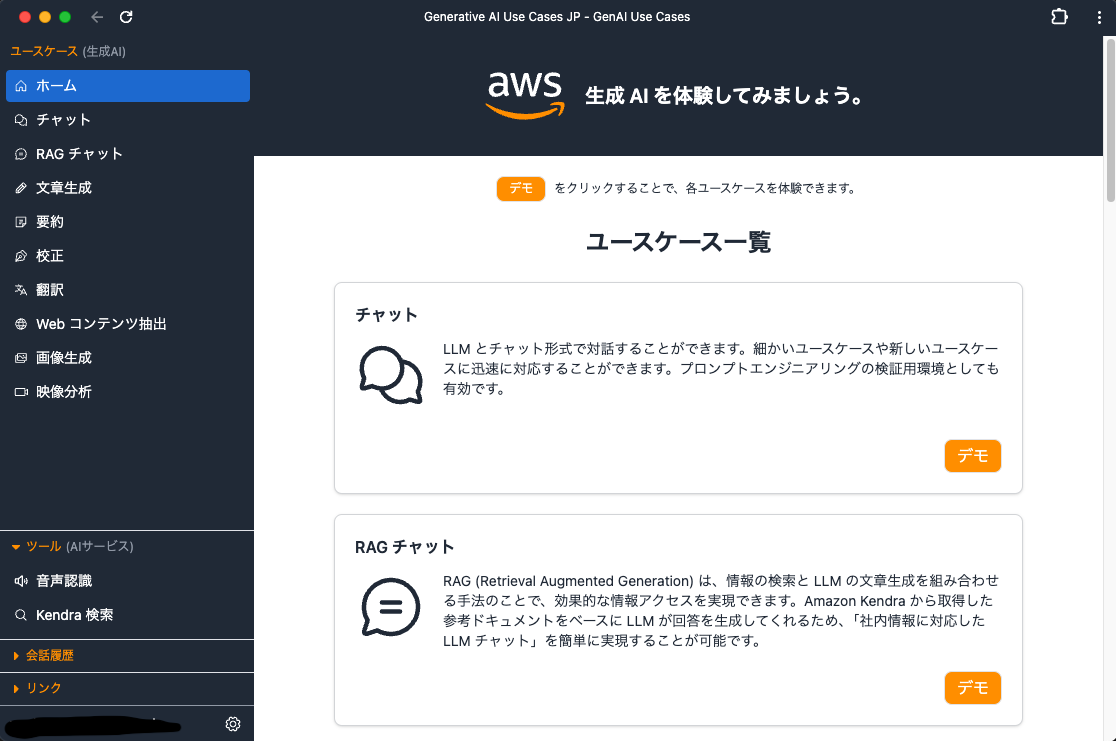 Generative AI Use Cases JP - GenAI Use Cases
ユースケース (生成AI)
ホーム
チャット
RAG チャット
文章生成
要約
校正
翻訳
Web コンテンツ抽出
画像生成
映像分析
ツール (AIサービス)
音声認識
Kendra 検索
会話履歴
リンク
aws
生成 AI を体験してみましょう。
デモ をクリックすることで、各ユースケースを体験できます。
ユースケース一覧
チャット
LLM とチャット形式で対話することができます。細かいユースケースや新しいユースケー
スに迅速に対応することができます。プロンプトエンジニアリングの検証用環境としても
有効です。
デモ
RAG チャット
RAG (Retrieval Augmented Generation) は、情報の検索と LLM の文章生成を組み合わせ
る手法のことで、効果的な情報アクセスを実現できます。Amazon Kendra から取得した
参考ドキュメントをベースに LLM が回答を生成してくれるため、「社内情報に対応した
LLM チャット」を簡単に実現することが可能です。
デモ